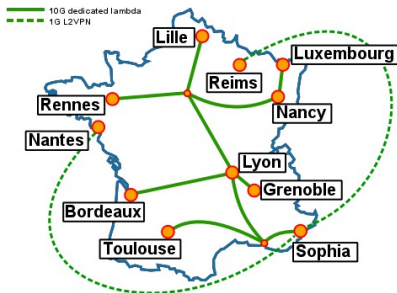 10G dedicated lambda
1G L2VPN
Lille
Luxembourg
Reims
Rennes
Nancy
Nantes
Lyon
Grenoble
Bordeaux
Toulouse
Sophia